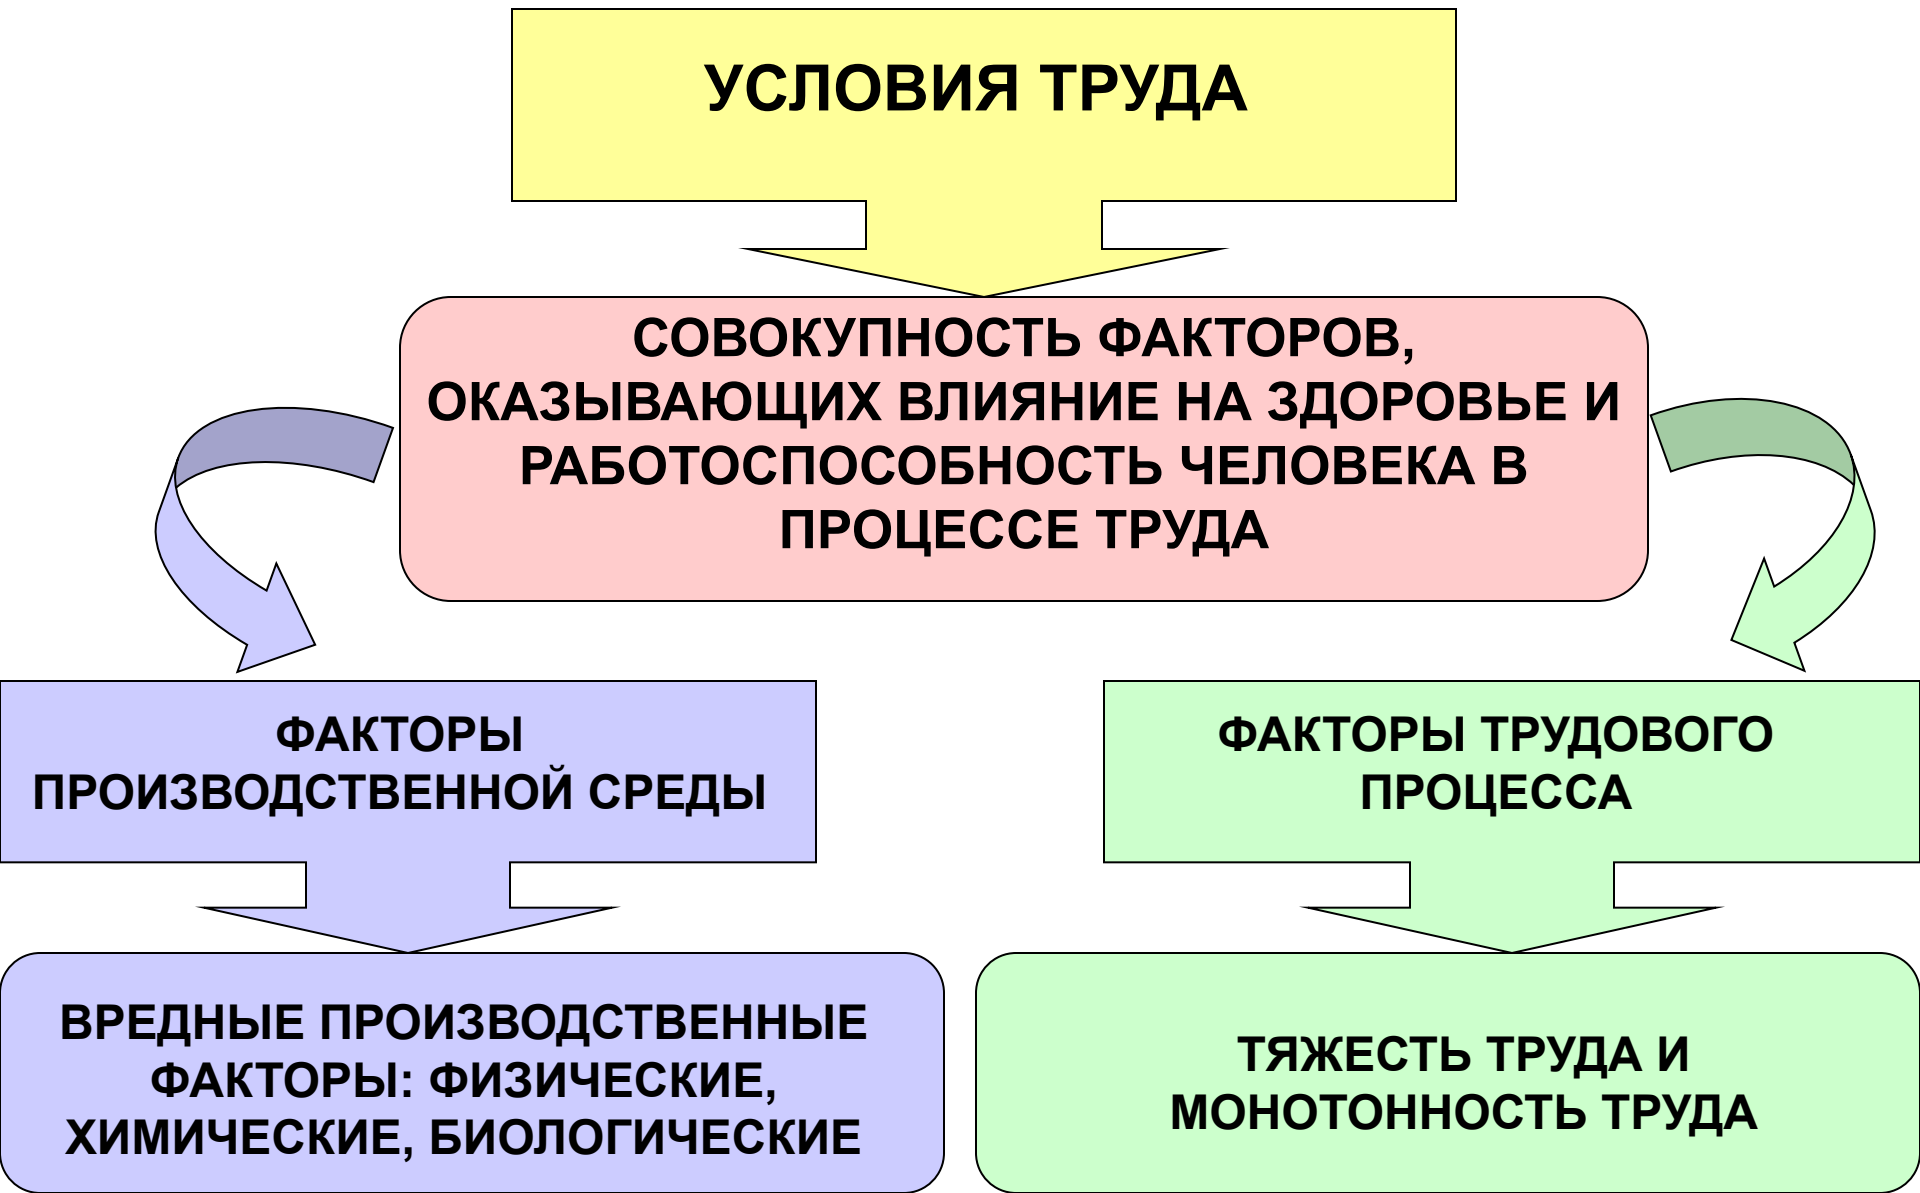 УСЛОВИЯ ТРУДА
СОВОКУПНОСТЬ ФАКТОРОВ,
ОКАЗЫВАЮЩИХ ВЛИЯНИЕ НА ЗДОРОВЬЕ И
РАБОТОСПОСОБНОСТЬ ЧЕЛОВЕКА В
ПРОЦЕССЕ ТРУДА
ФАКТОРЫ
ПРОИЗВОДСТВЕННОЙ СРЕДЫ
ФАКТОРЫ ТРУДОВОГО
ПРОЦЕССА
ВРЕДНЫЕ ПРОИЗВОДСТВЕННЫЕ
ФАКТОРЫ: ФИЗИЧЕСКИЕ,
ХИМИЧЕСКИЕ, БИОЛОГИЧЕСКИЕ
ТЯЖЕСТЬ ТРУДА И
МОНОТОННОСТЬ ТРУДА